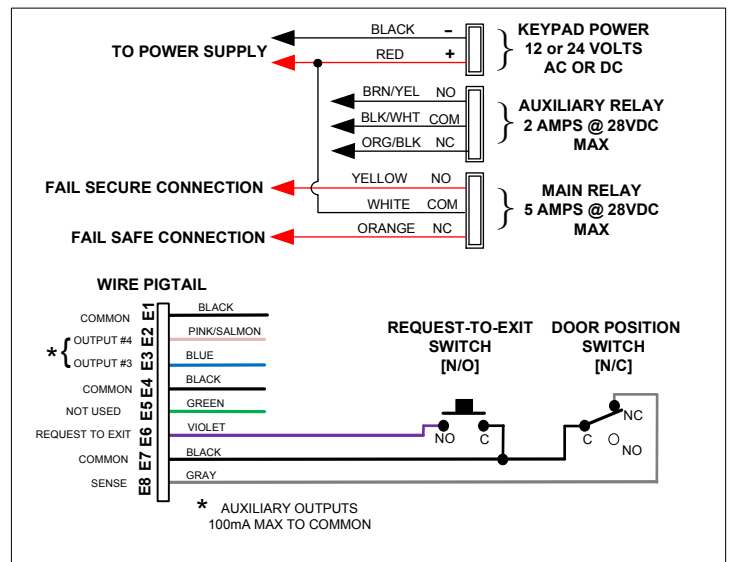 BLACK −
KEYPAD POWER
12 or 24 VOLTS
AC OR DC
TO POWER SUPPLY
RED +
BRN/YEL NO
BLK/WHT COM
ORG/BLK NC
AUXILIARY RELAY
2 AMPS @ 28VDC
MAX
FAIL SECURE CONNECTION
YELLOW NO
WHITE COM
ORANGE NC
MAIN RELAY
5 AMPS @ 28VDC
MAX
FAIL SAFE CONNECTION
WIRE PIGTAIL
COMMON E1 BLACK
* { OUTPUT #4 E2 PINK/SALMON
OUTPUT #3 E3 BLUE
COMMON E4 BLACK
NOT USED E5 GREEN
REQUEST TO EXIT E6 VIOLET
COMMON E7 BLACK
SENSE E8 GRAY
REQUEST-TO-EXIT
SWITCH
[N/O]
NO C
DOOR POSITION
SWITCH
[N/C]
NC
C NO
* AUXILIARY OUTPUTS
100mA MAX TO COMMON